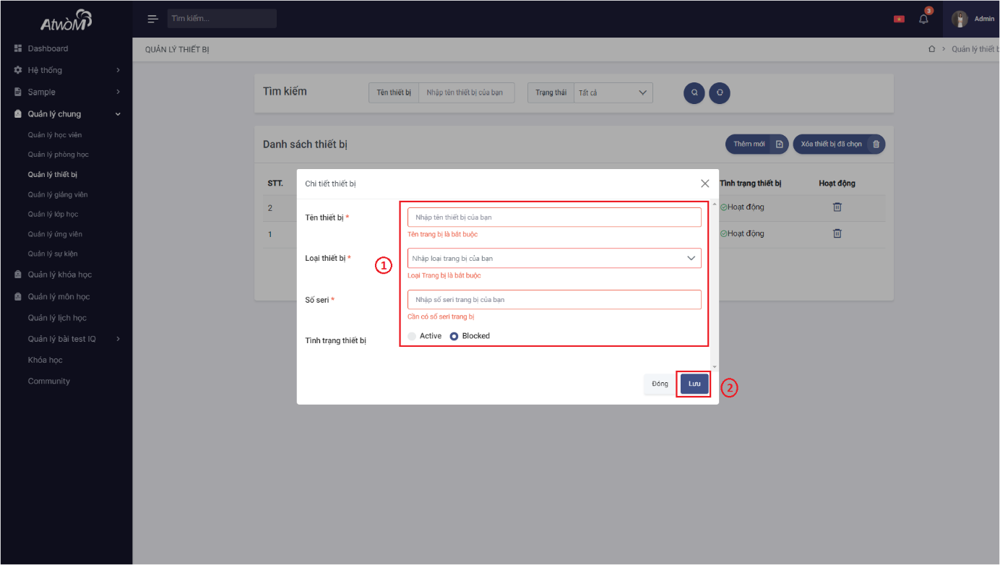 AtWOM
Tìm kiếm...
3
Admin
Dashboard
Hệ thống
Sample
Quản lý chung
Quản lý học viên
Quản lý phòng học
Quản lý thiết bị
Quản lý giảng viên
Quản lý lớp học
Quản lý ứng viên
Quản lý sự kiện
Quản lý khóa học
Quản lý môn học
Quản lý lịch học
Quản lý bài test IQ
Khóa học
Community
QUẢN LÝ THIẾT BỊ
Quản lý thiết b
Tìm kiếm
Tên thiết bị Nhập tên thiết bị của bạn
Trạng thái Tất cả
Danh sách thiết bị
Thêm mới
Xóa thiết bị đã chọn
STT. Tình trạng thiết bị Hoạt động
2 Hoạt động
1 Hoạt động
Chi tiết thiết bị
Tên thiết bị * Nhập tên thiết bị của bạn
Tên trang bị là bắt buộc
Loại thiết bị * Nhập loại trang bị của bạn
1
Loại Trang bị là bắt buộc
Số seri * Nhập số seri trang bị của bạn
Cần có số seri trang bị
Tình trạng thiết bị Active Blocked
Đóng Lưu
2